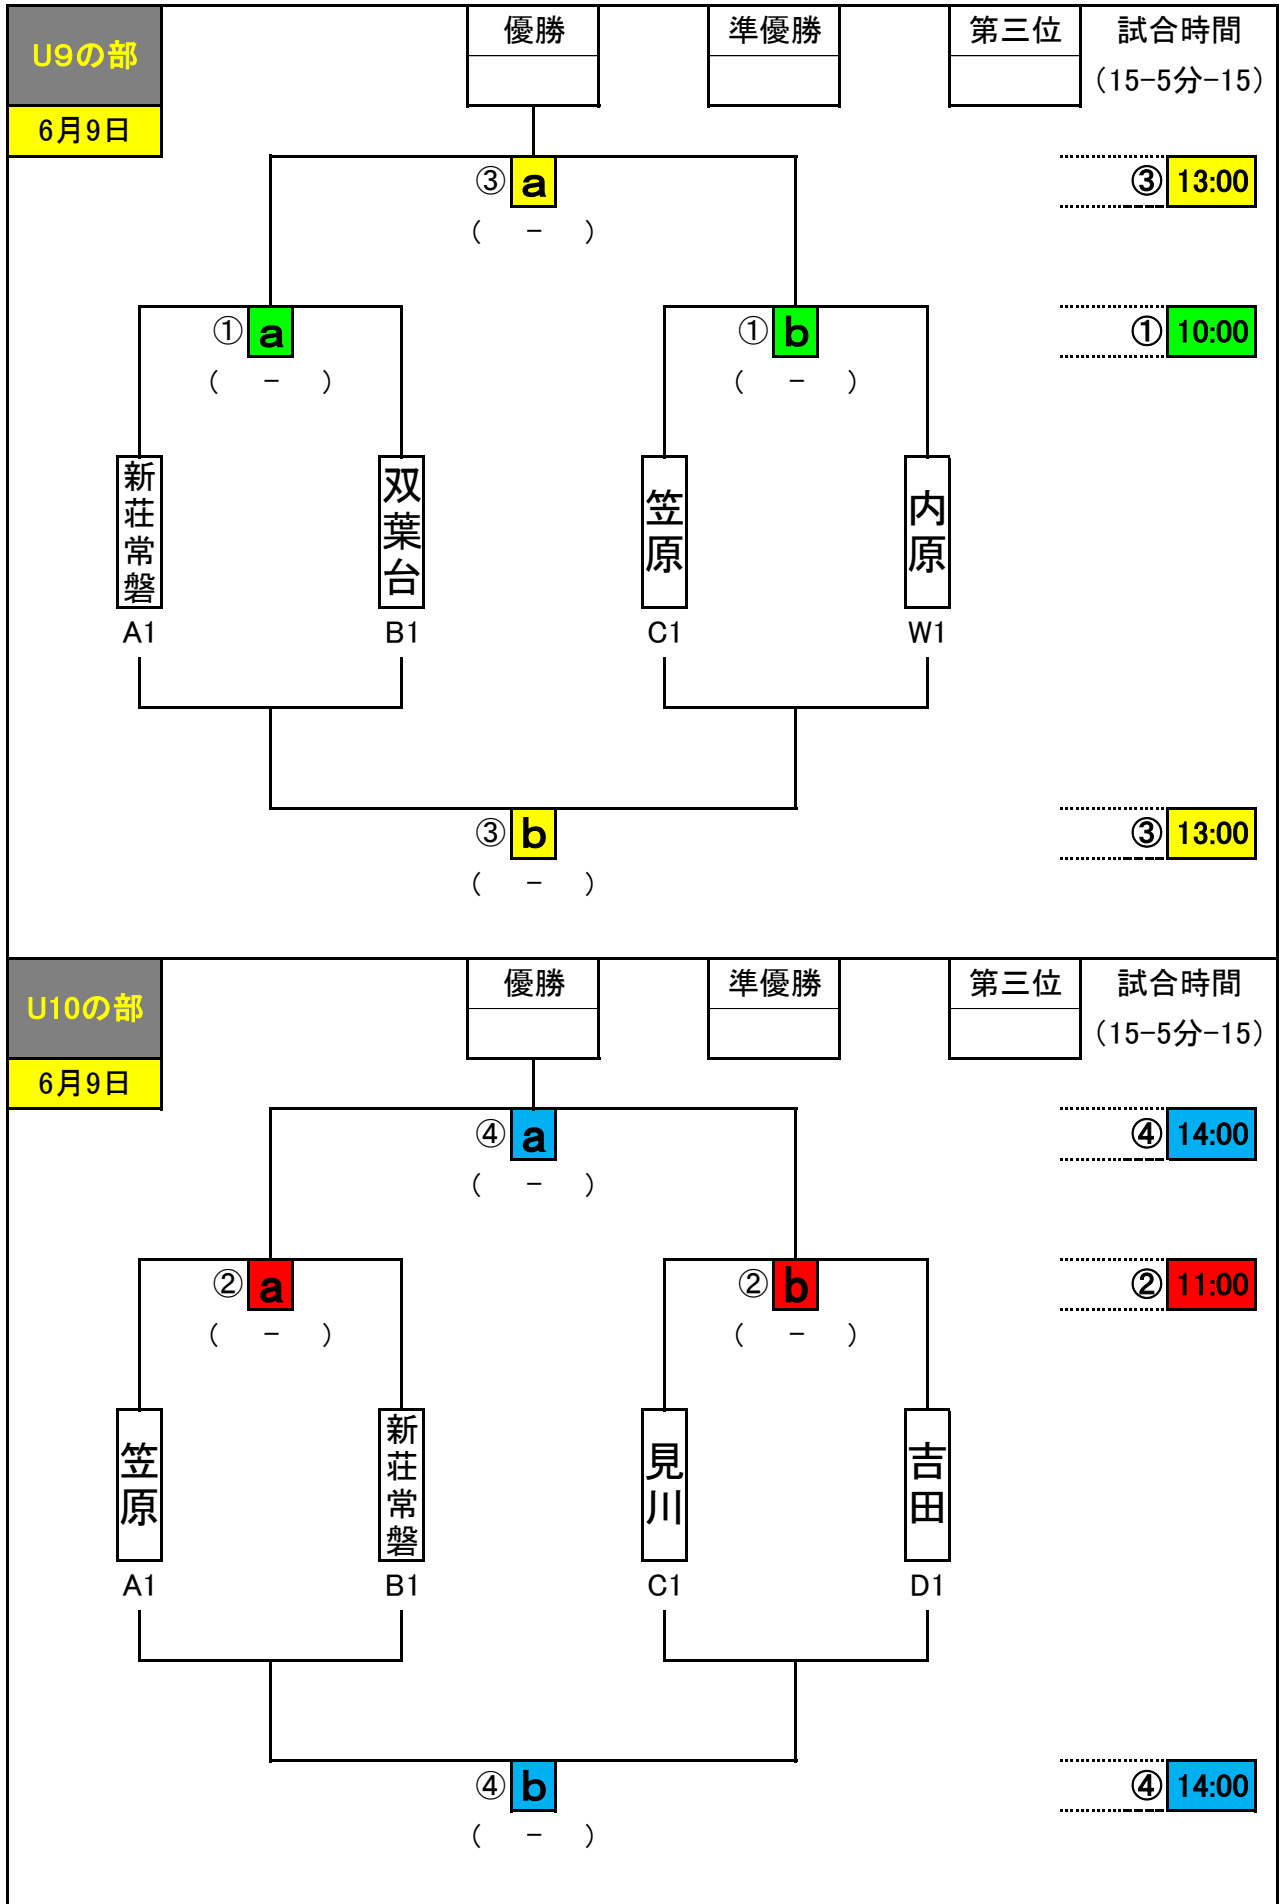 U9の部 優勝 準優勝 第三位 試合時間
(15-5分-15)
6月9日
③ a ③ 13:00
( - )
① a ① b ① 10:00
( - ) ( - )
新荘常磐 双葉台 笠原 内原
A1 B1 C1 W1
③ b ③ 13:00
( - )
U10の部 優勝 準優勝 第三位 試合時間
(15-5分-15)
6月9日
④ a ④ 14:00
( - )
② a ② b ② 11:00
( - ) ( - )
笠原 新荘常磐 見川 吉田
A1 B1 C1 D1
④ b ④ 14:00
( - )